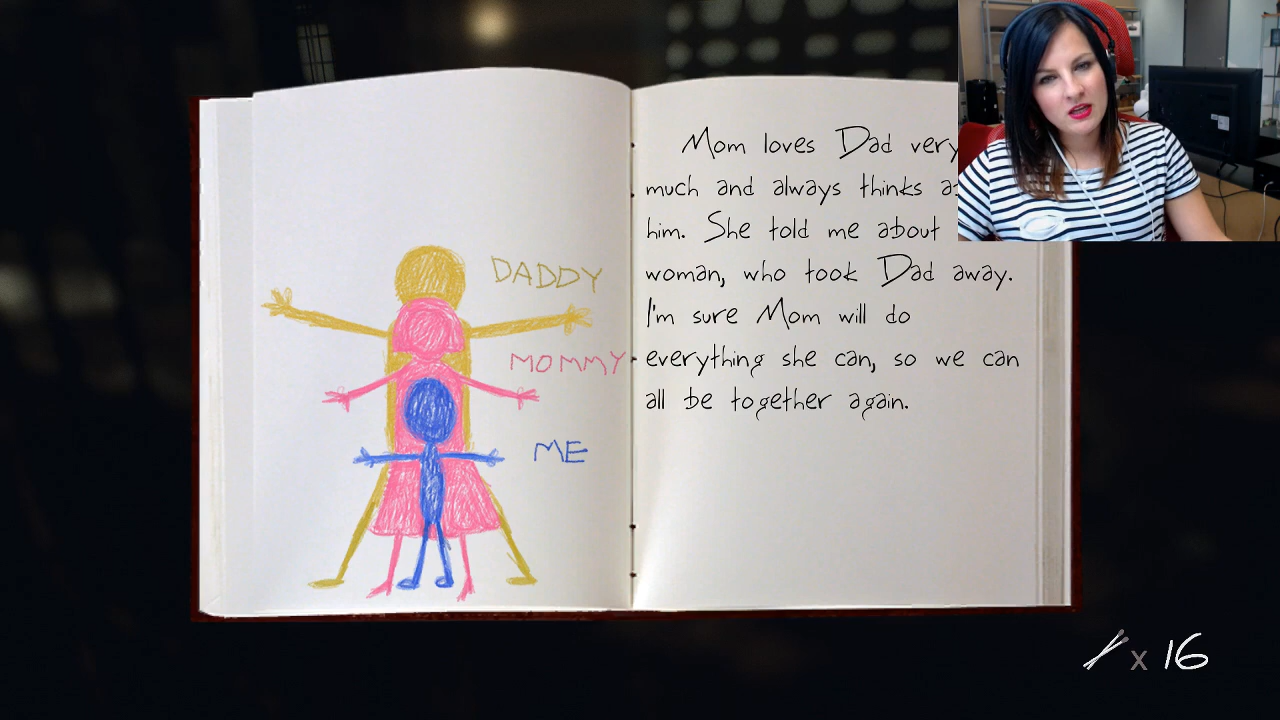 DADDY
MOMMY
ME
Mom loves Dad very
much and always thinks
him. She told me about
woman, who took Dad away.
I'm sure Mom will do
everything she can, so we can
all be together again.
x 16